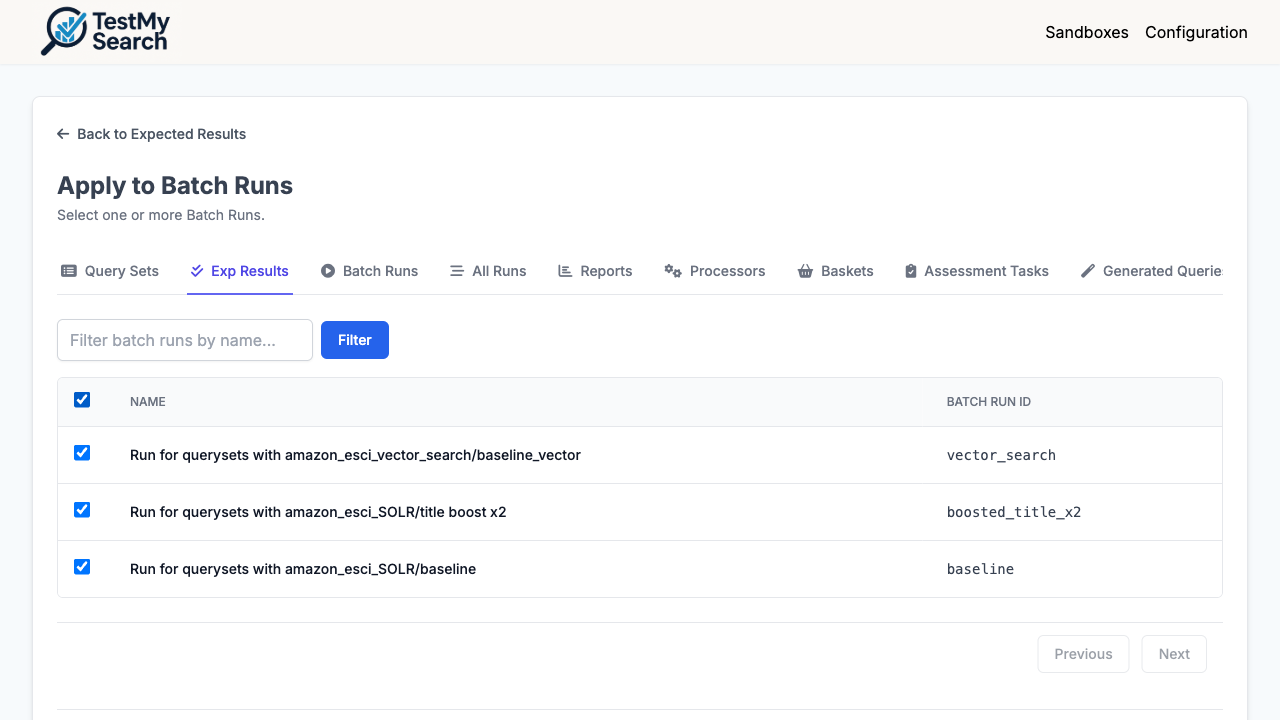 TestMy
Search
Sandboxes
Configuration
Back to Expected Results
Apply to Batch Runs
Select one or more Batch Runs.
Query Sets
Exp Results
Batch Runs
All Runs
Reports
Processors
Baskets
Assessment Tasks
Generated Querie
Filter batch runs by name...
Filter
NAME
BATCH RUN ID
Run for querysets with amazon_esci_vector_search/baseline_vector
vector_search
Run for querysets with amazon_esci_SOLR/title boost x2
boosted_title_x2
Run for querysets with amazon_esci_SOLR/baseline
baseline
Previous
Next